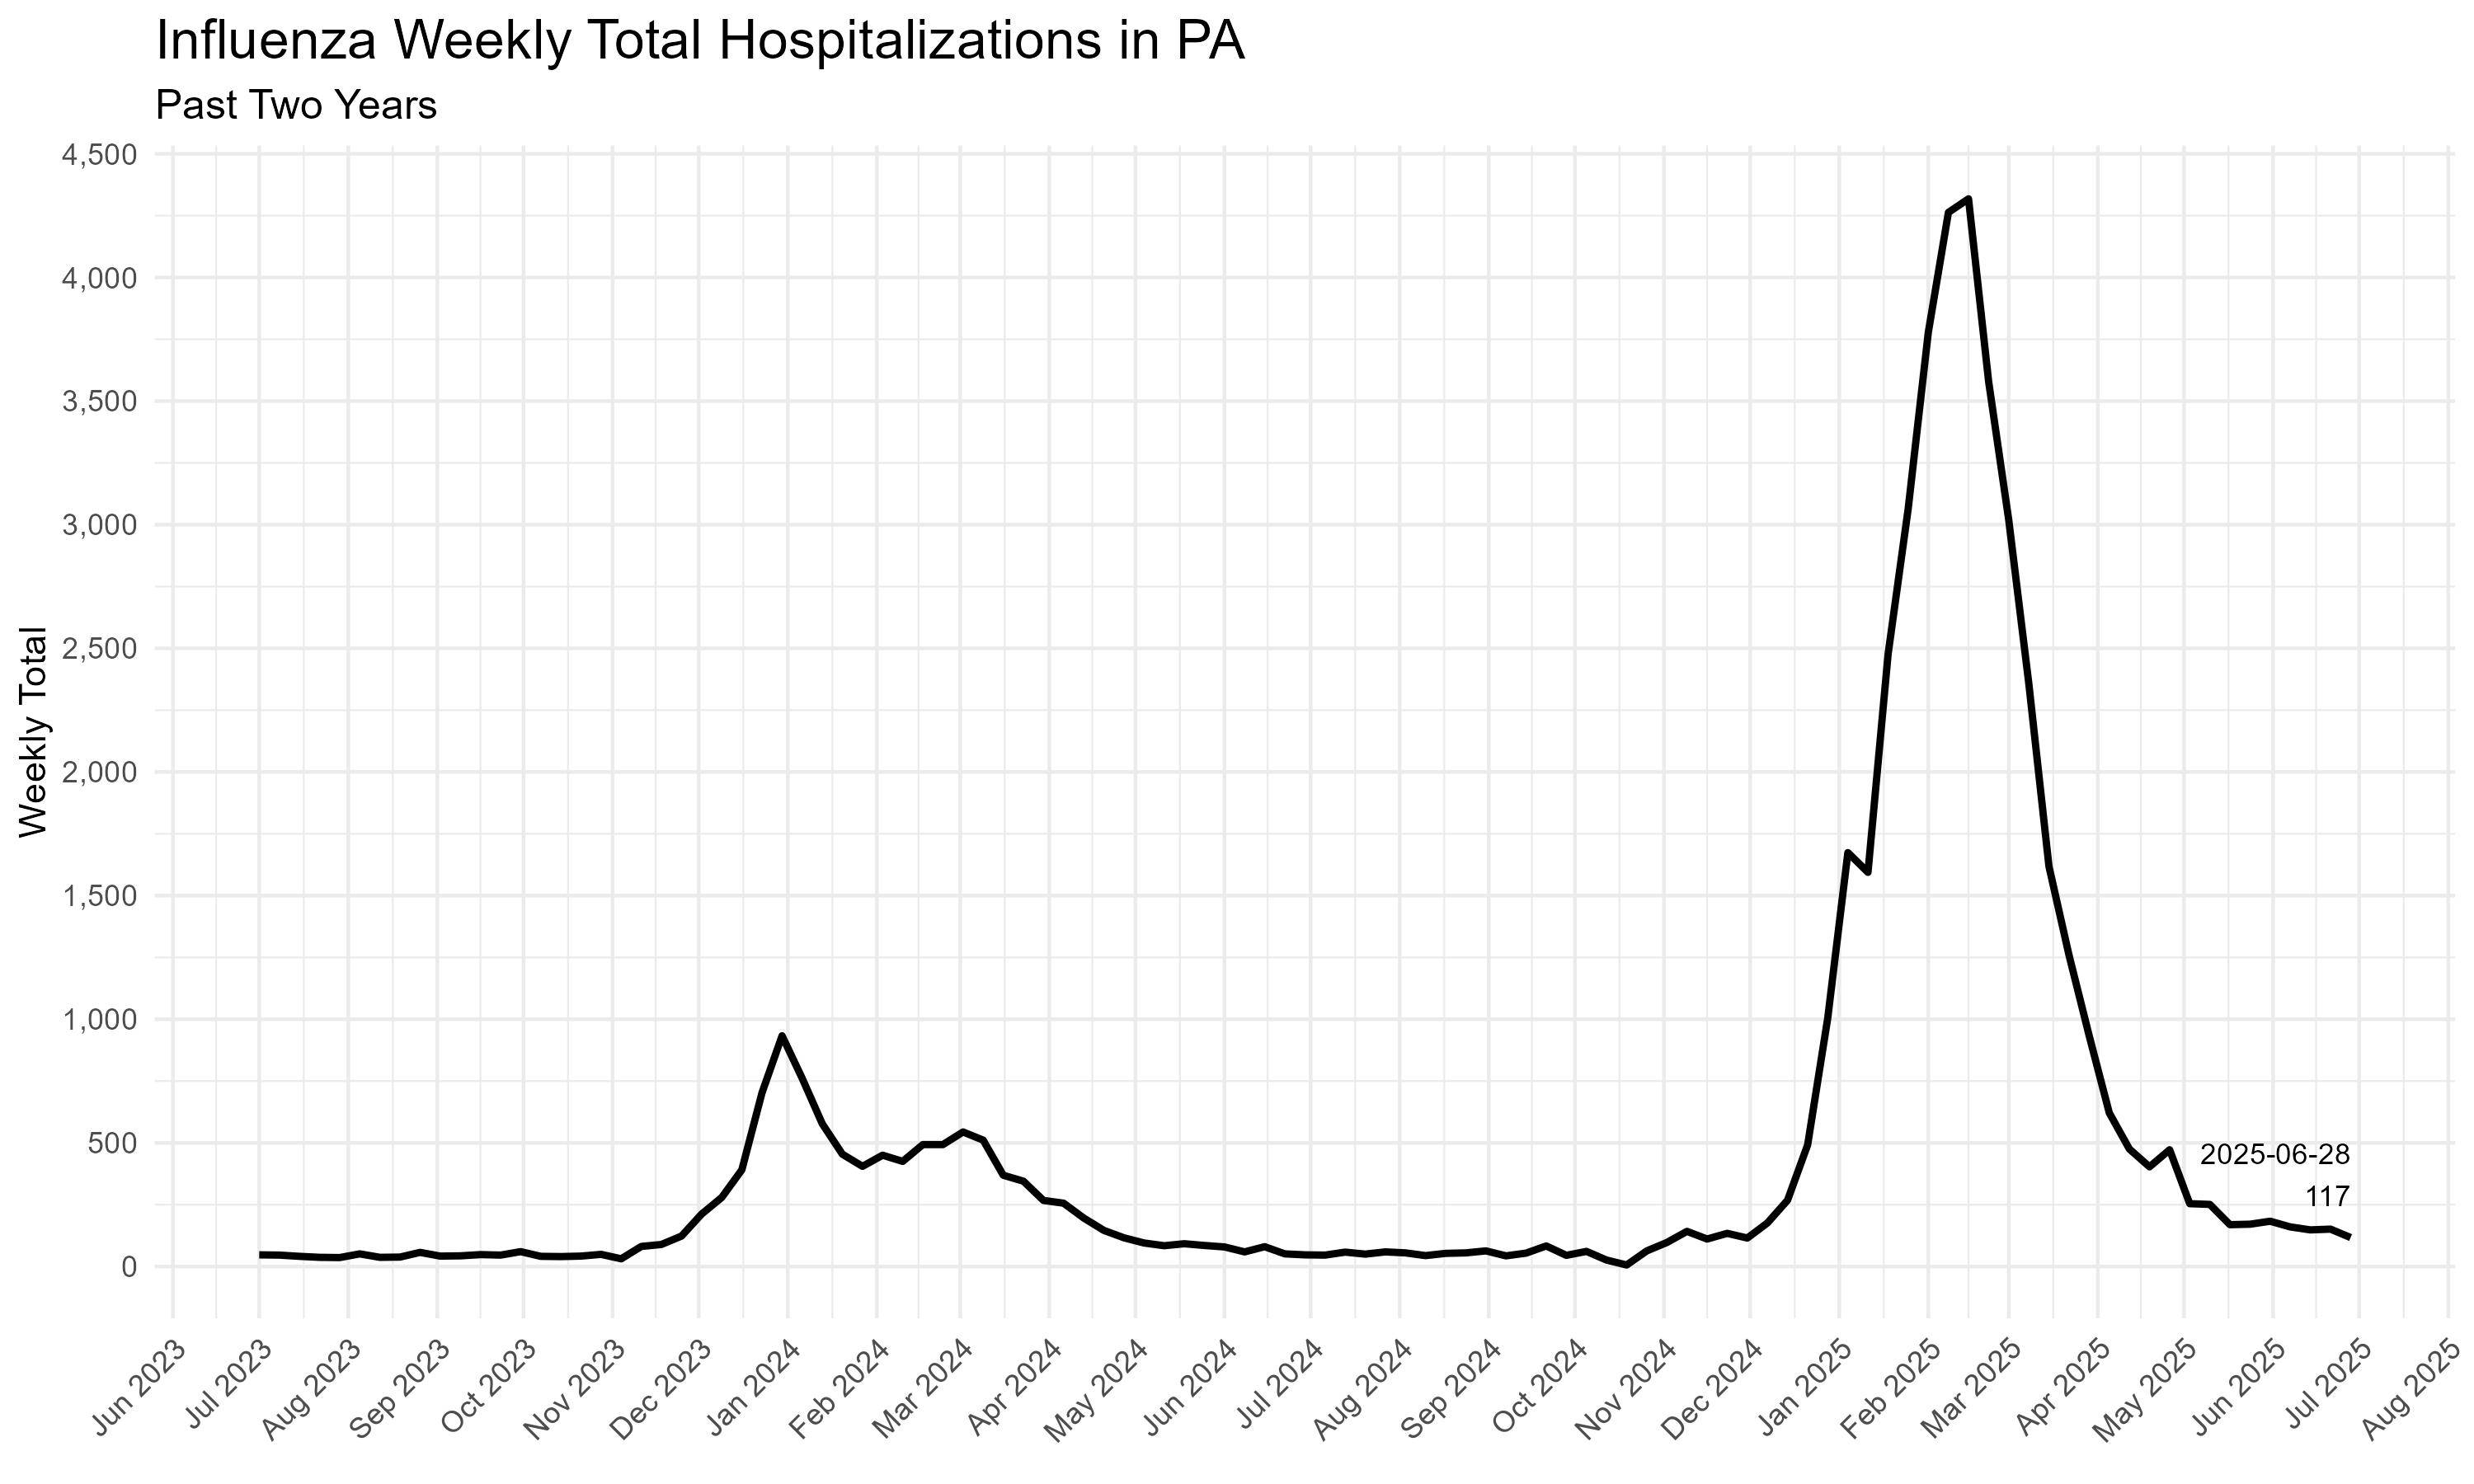 Influenza Weekly Total Hospitalizations in PA
Past Two Years
4,500
4,000
3,500
3,000
2,500
2,000
1,500
1,000
500
0
Weekly Total
2025-06-28
117
Jun 2023
Jul 2023
Aug 2023
Sep 2023
Oct 2023
Nov 2023
Dec 2023
Jan 2024
Feb 2024
Mar 2024
Apr 2024
May 2024
Jun 2024
Jul 2024
Aug 2024
Sep 2024
Oct 2024
Nov 2024
Dec 2024
Jan 2025
Feb 2025
Mar 2025
Apr 2025
May 2025
Jun 2025
Jul 2025
Aug 2025